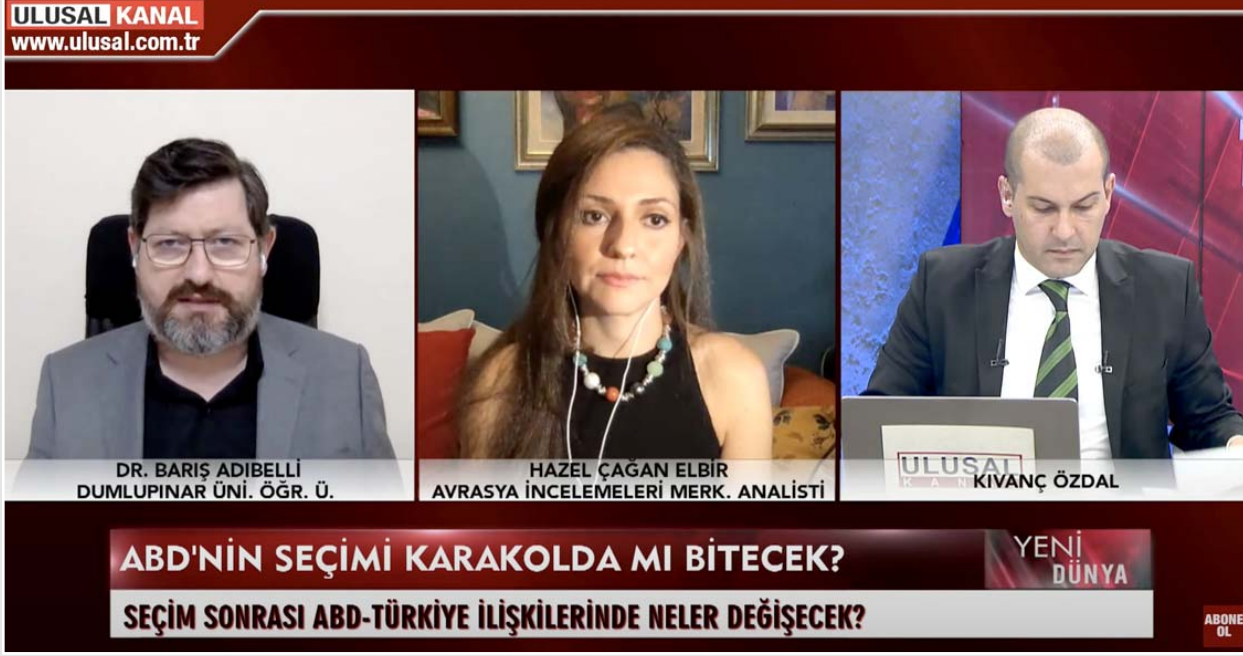 ULUSAL KANAL
www.ulusal.com.tr
DR. BARIŞ ADIBELLİ
DUMLUPINAR ÜNİ. ÖĞR. Ü.
HAZEL ÇAĞAN ELBİR
AVRASYA İNCELEMELERİ MERK. ANALİSTİ
ULUSAL
KAN
KIVANÇ ÖZDAL
ABD'NİN SEÇİMİ KARAKOLDA MI BİTECEK?
YENİ
DÜNYA
SEÇİM SONRASI ABD-TÜRKİYE İLİŞKİLERİNDE NELER DEĞİŞECEK?
ABONE
OL